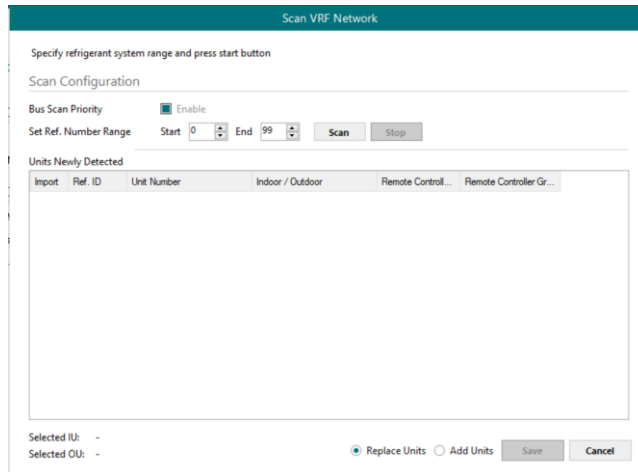 Scan VRF Network
Specify refrigerant system range and press start button
Scan Configuration
Bus Scan Priority Enable
Set Ref. Number Range Start 0 End 99 Scan Stop
Units Newly Detected
Import Ref. ID Unit Number Indoor / Outdoor Remote Controll... Remote Controller Gr...
Selected IU: -
Selected OU: -
Replace Units Add Units Save Cancel